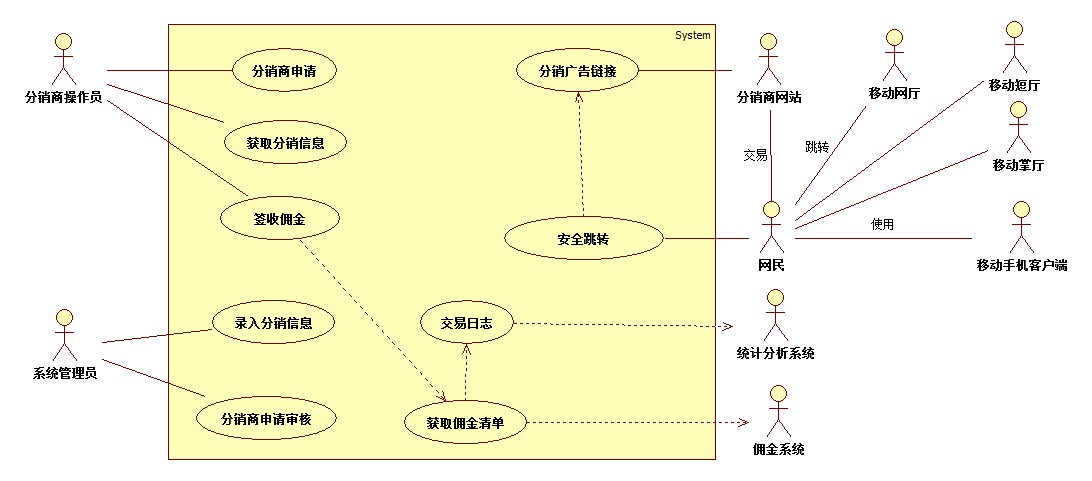 System
分销商操作员
分销商申请
获取分销信息
签收佣金
系统管理员
录入分销信息
分销商申请审核
分销广告链接
安全跳转
交易日志
获取佣金清单
分销商网站
移动网厅
移动短厅
移动掌厅
交易
跳转
使用
网民
移动手机客户端
统计分析系统
佣金系统